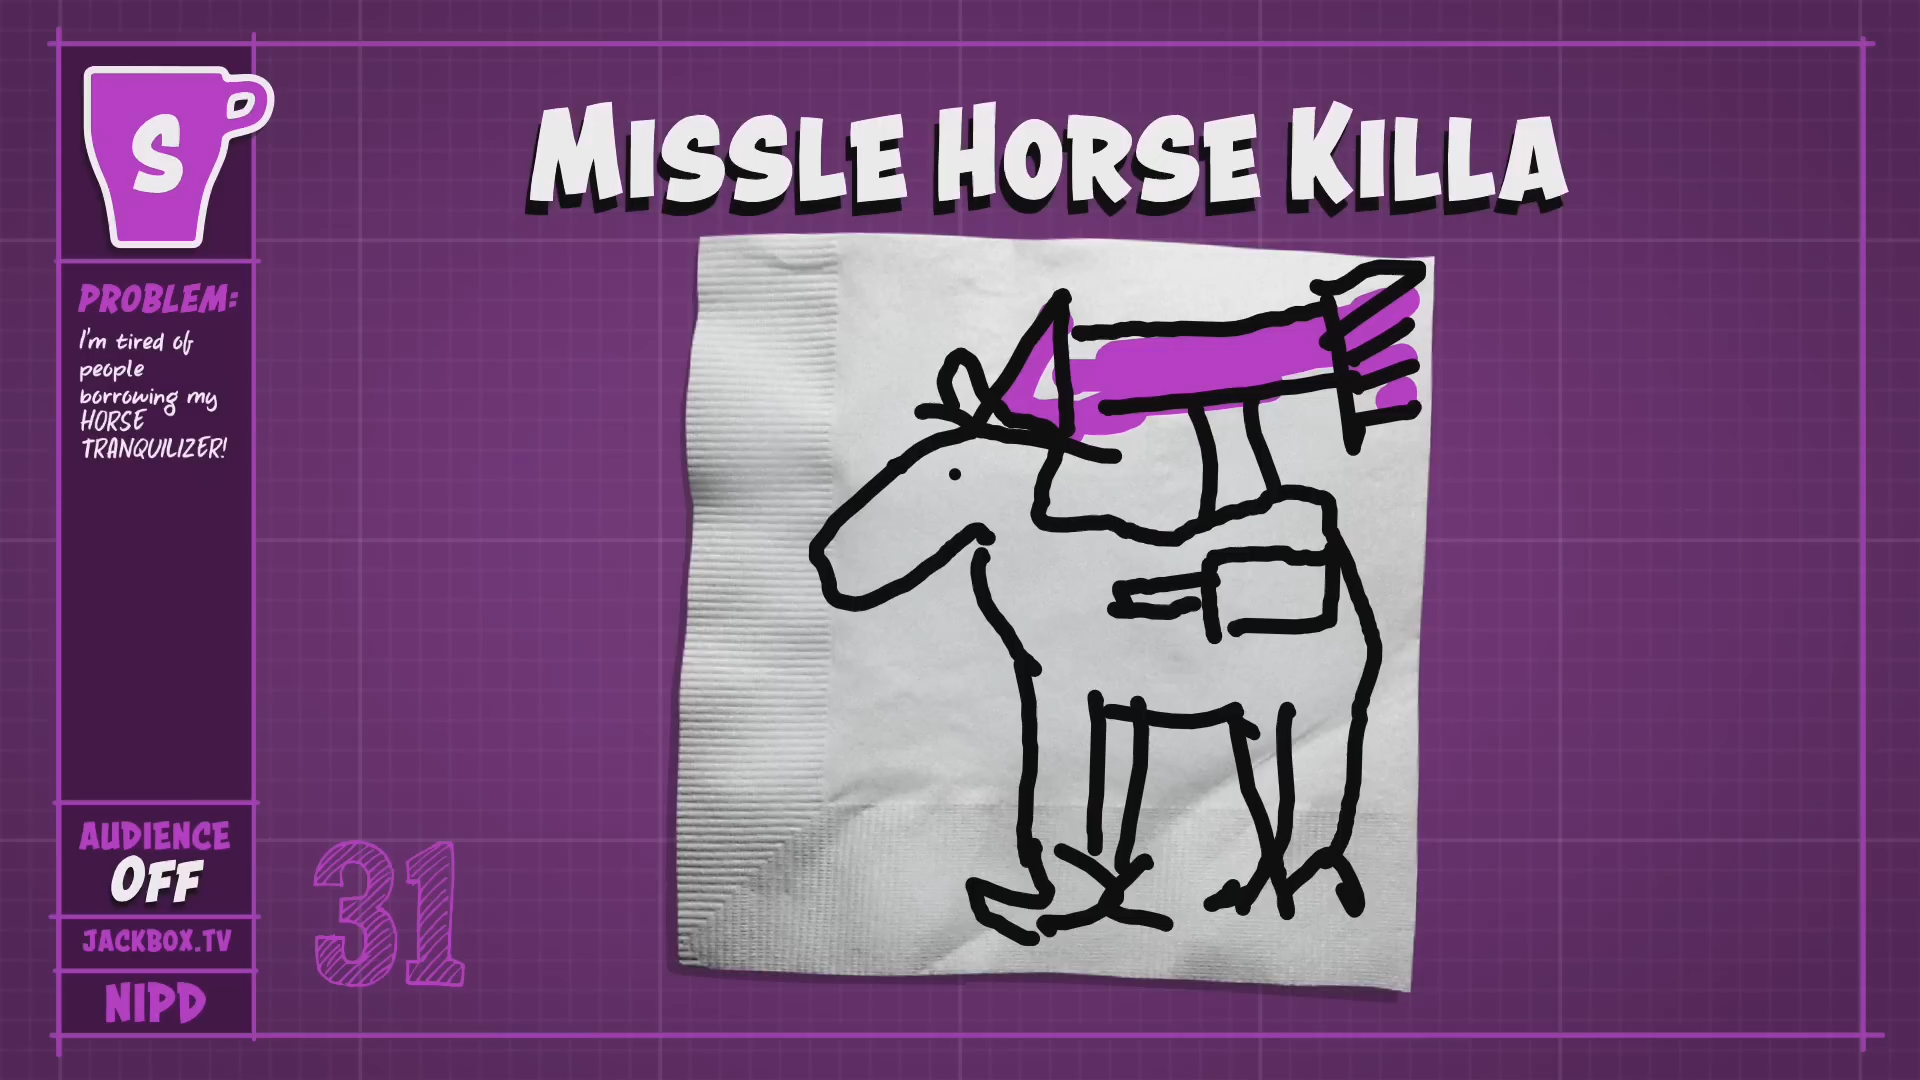 S
MISSLE HORSE KILLA
PROBLEM:
I'm tired of
people
borrowing my
HORSE
TRANQUILIZER!
AUDIENCE
OFF
JACKBOX.TV
NIPD
31